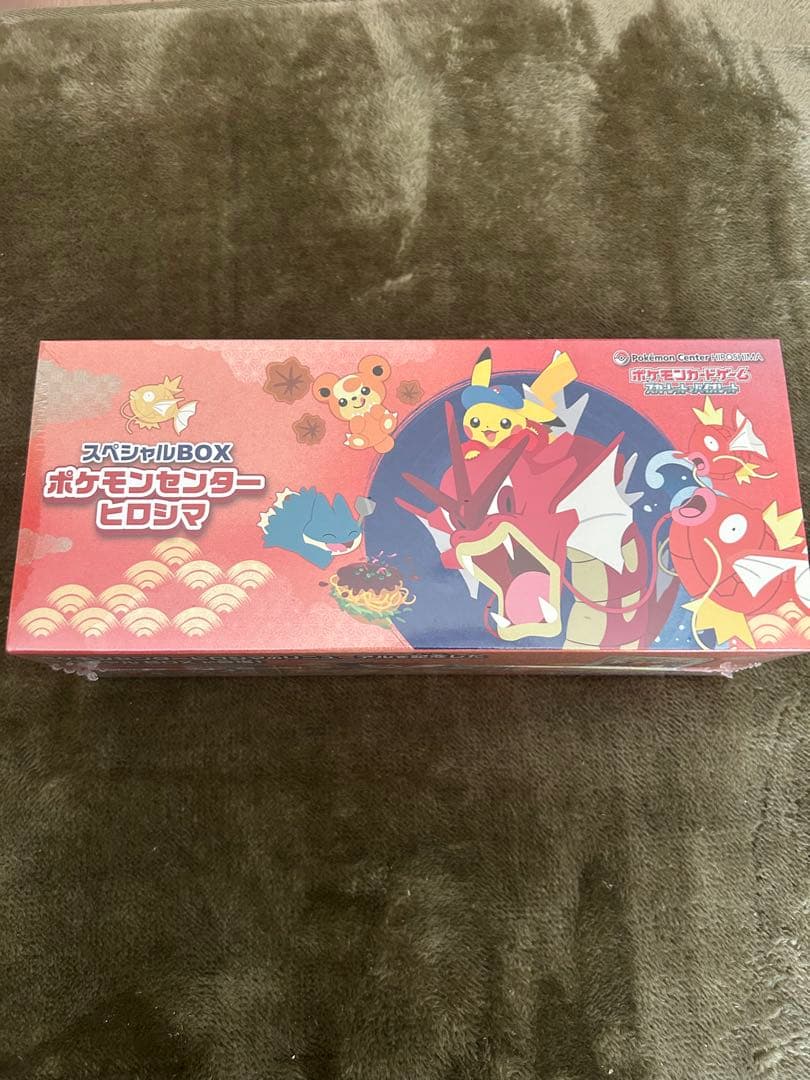 Pokémon Center HIROSHIMA
ポケモンカードゲーム
スカーレット&バイオレット
スペシャルBOX
ポケモンセンター
ヒロシマ